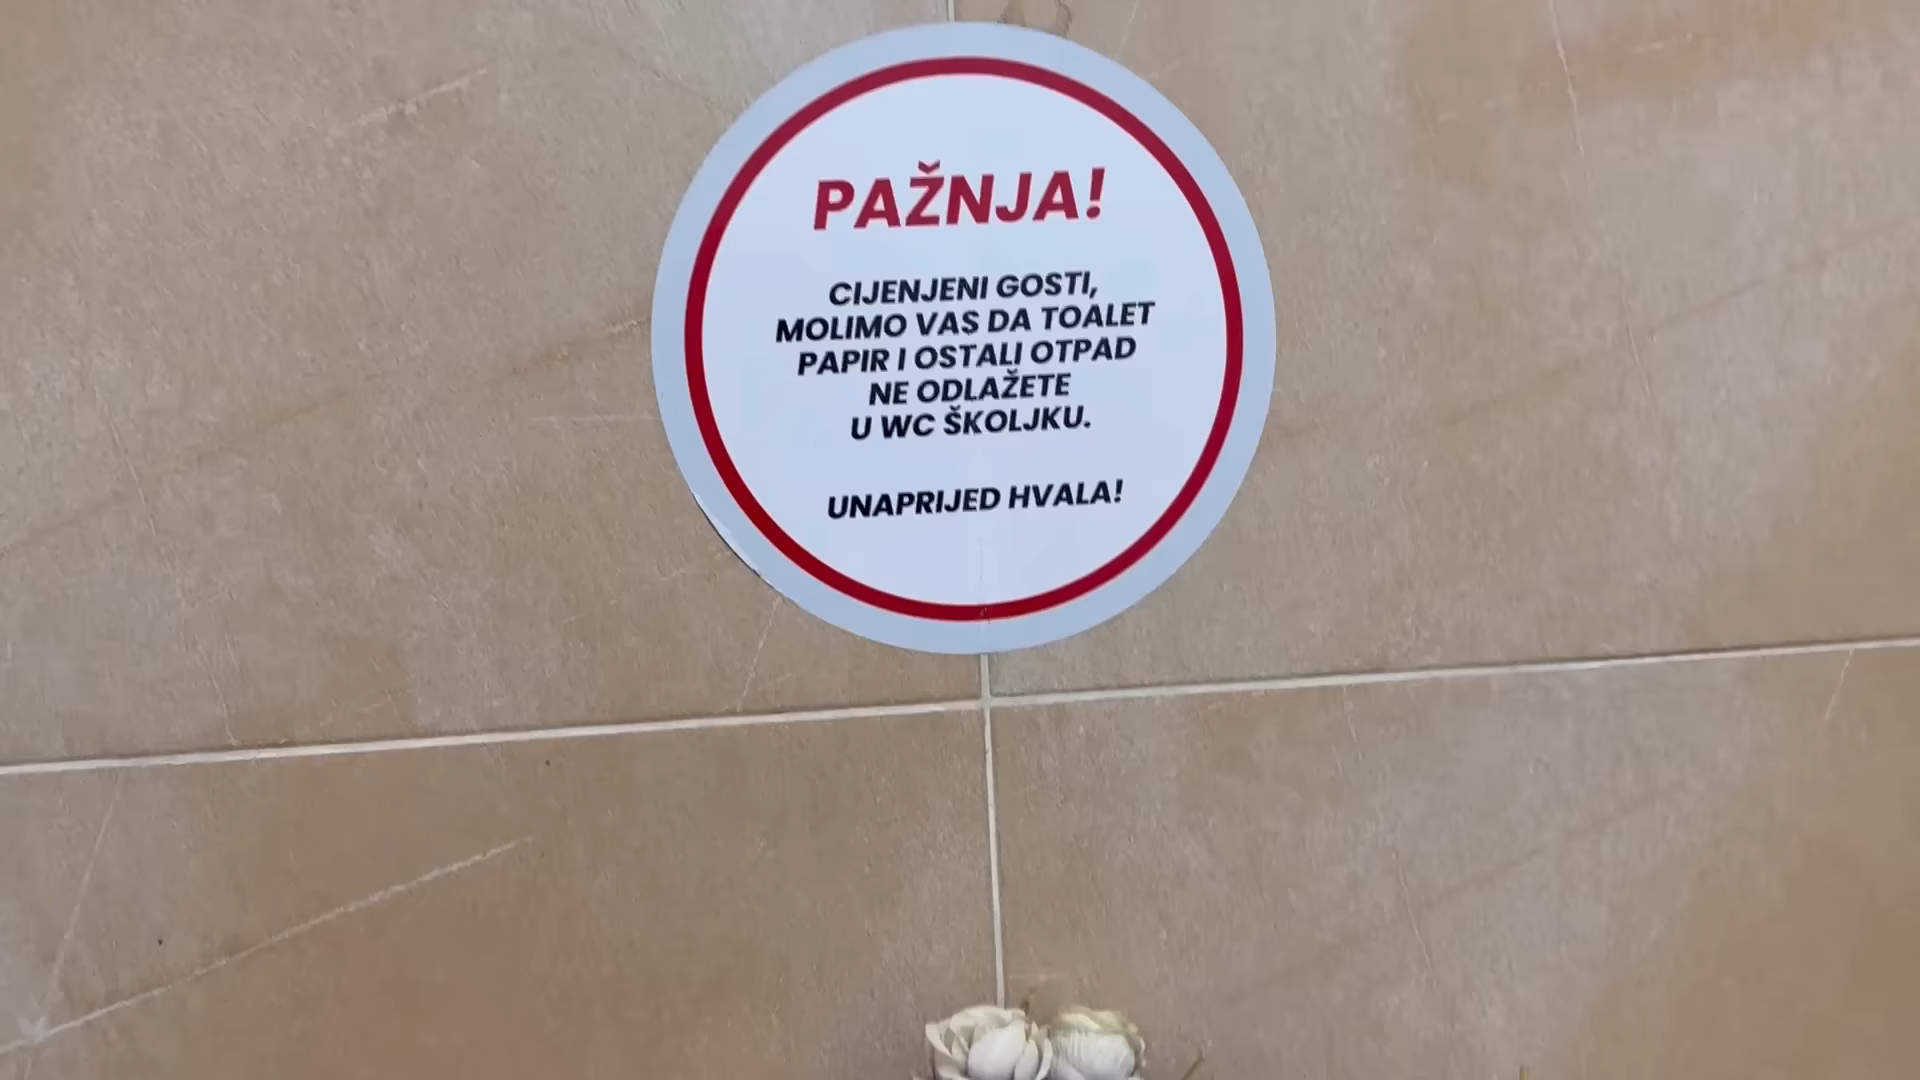 PAŽNJA!
CIJENJENI GOSTI,
MOLIMO VAS DA TOALET
PAPIR I OSTALI OTPAD
NE ODLAŽETE
U WC ŠKOLJKU.
UNAPRIJED HVALA!